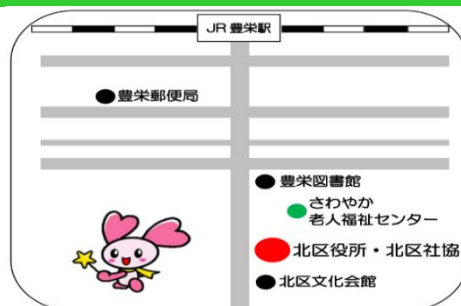 JR 豊栄駅
豊栄郵便局
豊栄図書館
さわやか
老人福祉センター
北区役所・北区社協
北区文化会館